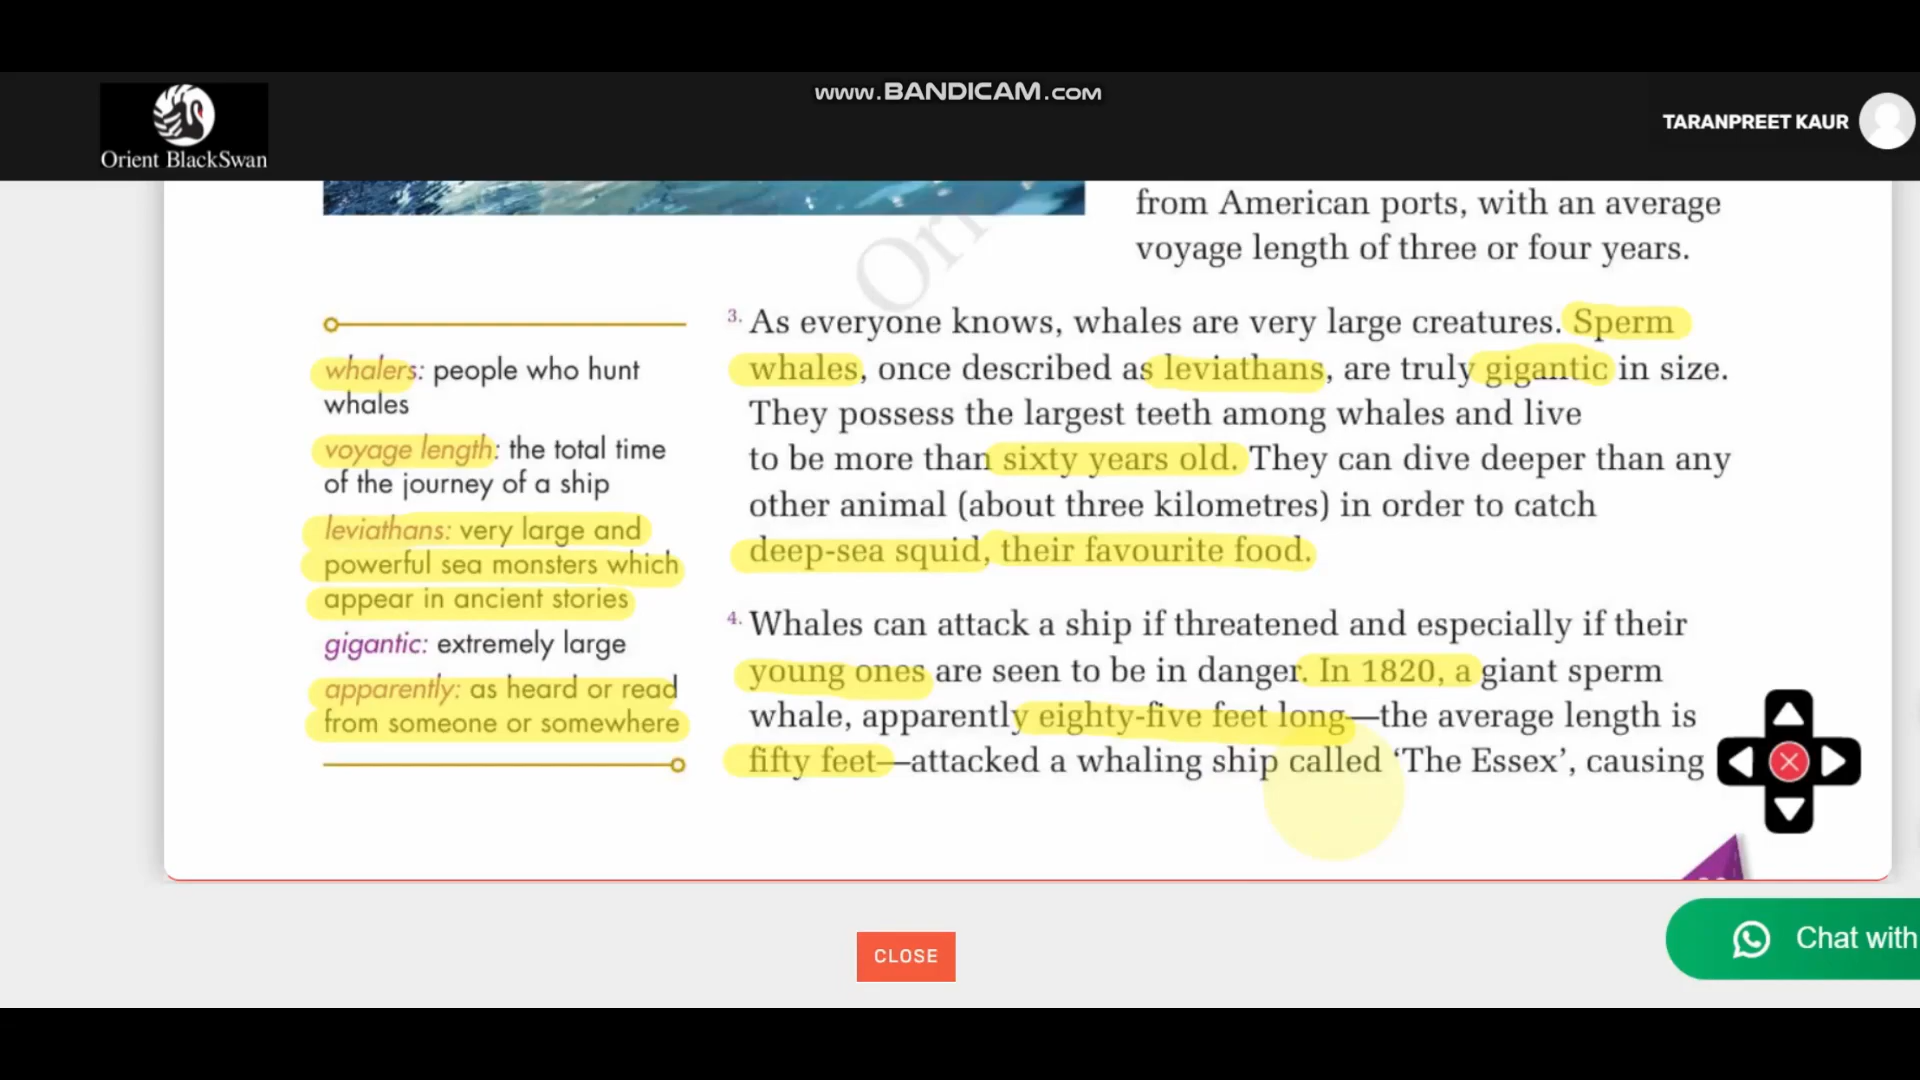 www.BANDICAM.com
Orient BlackSwan
TARANPREET KAUR
from American ports, with an average
voyage length of three or four years.
Ori
whalers: people who hunt
whales
voyage length: the total time
of the journey of a ship
leviathans: very large and
powerful sea monsters which
appear in ancient stories
gigantic: extremely large
apparently: as heard or read
from someone or somewhere
3. As everyone knows, whales are very large creatures. Sperm
whales, once described as leviathans, are truly gigantic in size.
They possess the largest teeth among whales and live
to be more than sixty years old. They can dive deeper than any
other animal (about three kilometres) in order to catch
deep-sea squid, their favourite food.
4. Whales can attack a ship if threatened and especially if their
young ones are seen to be in danger. In 1820, a giant sperm
whale, apparently eighty-five feet long—the average length is
fifty feet—attacked a whaling ship called ‘The Essex’, causing
CLOSE
Chat with